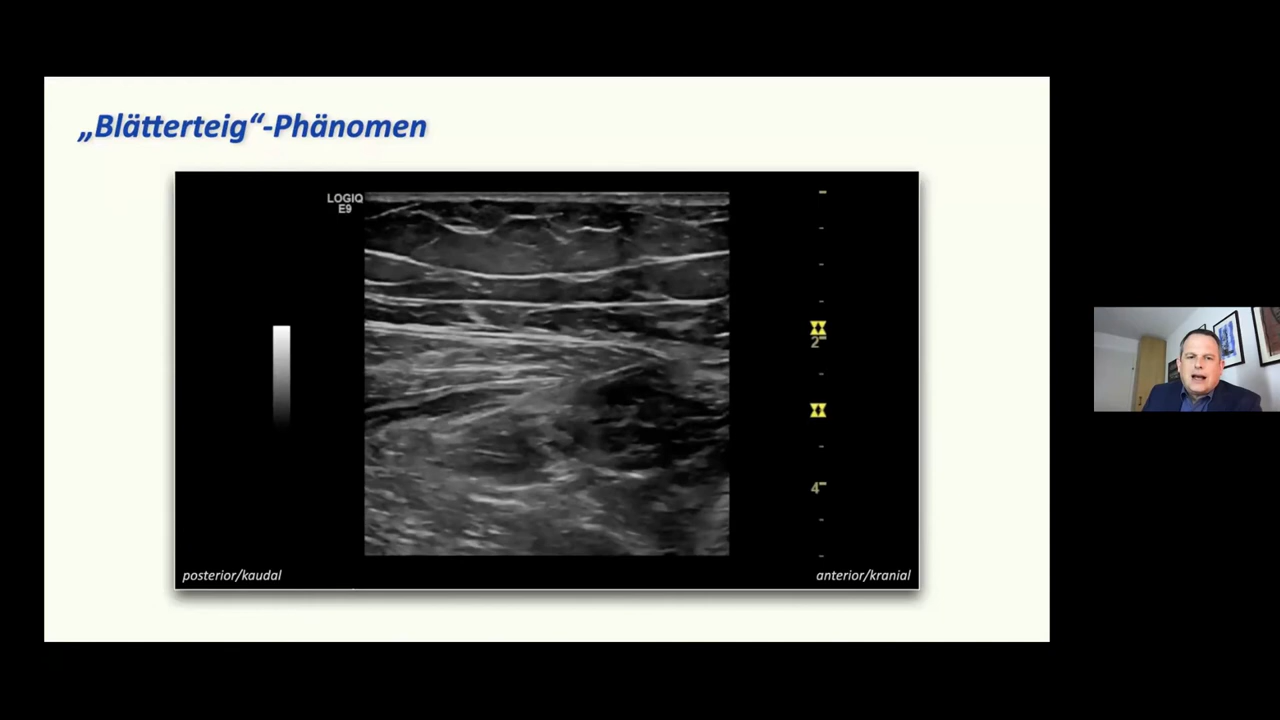 „Blätterteig“-Phänomen
LOGIQ
E9
2
4
posterior/kaudal
anterior/kranial